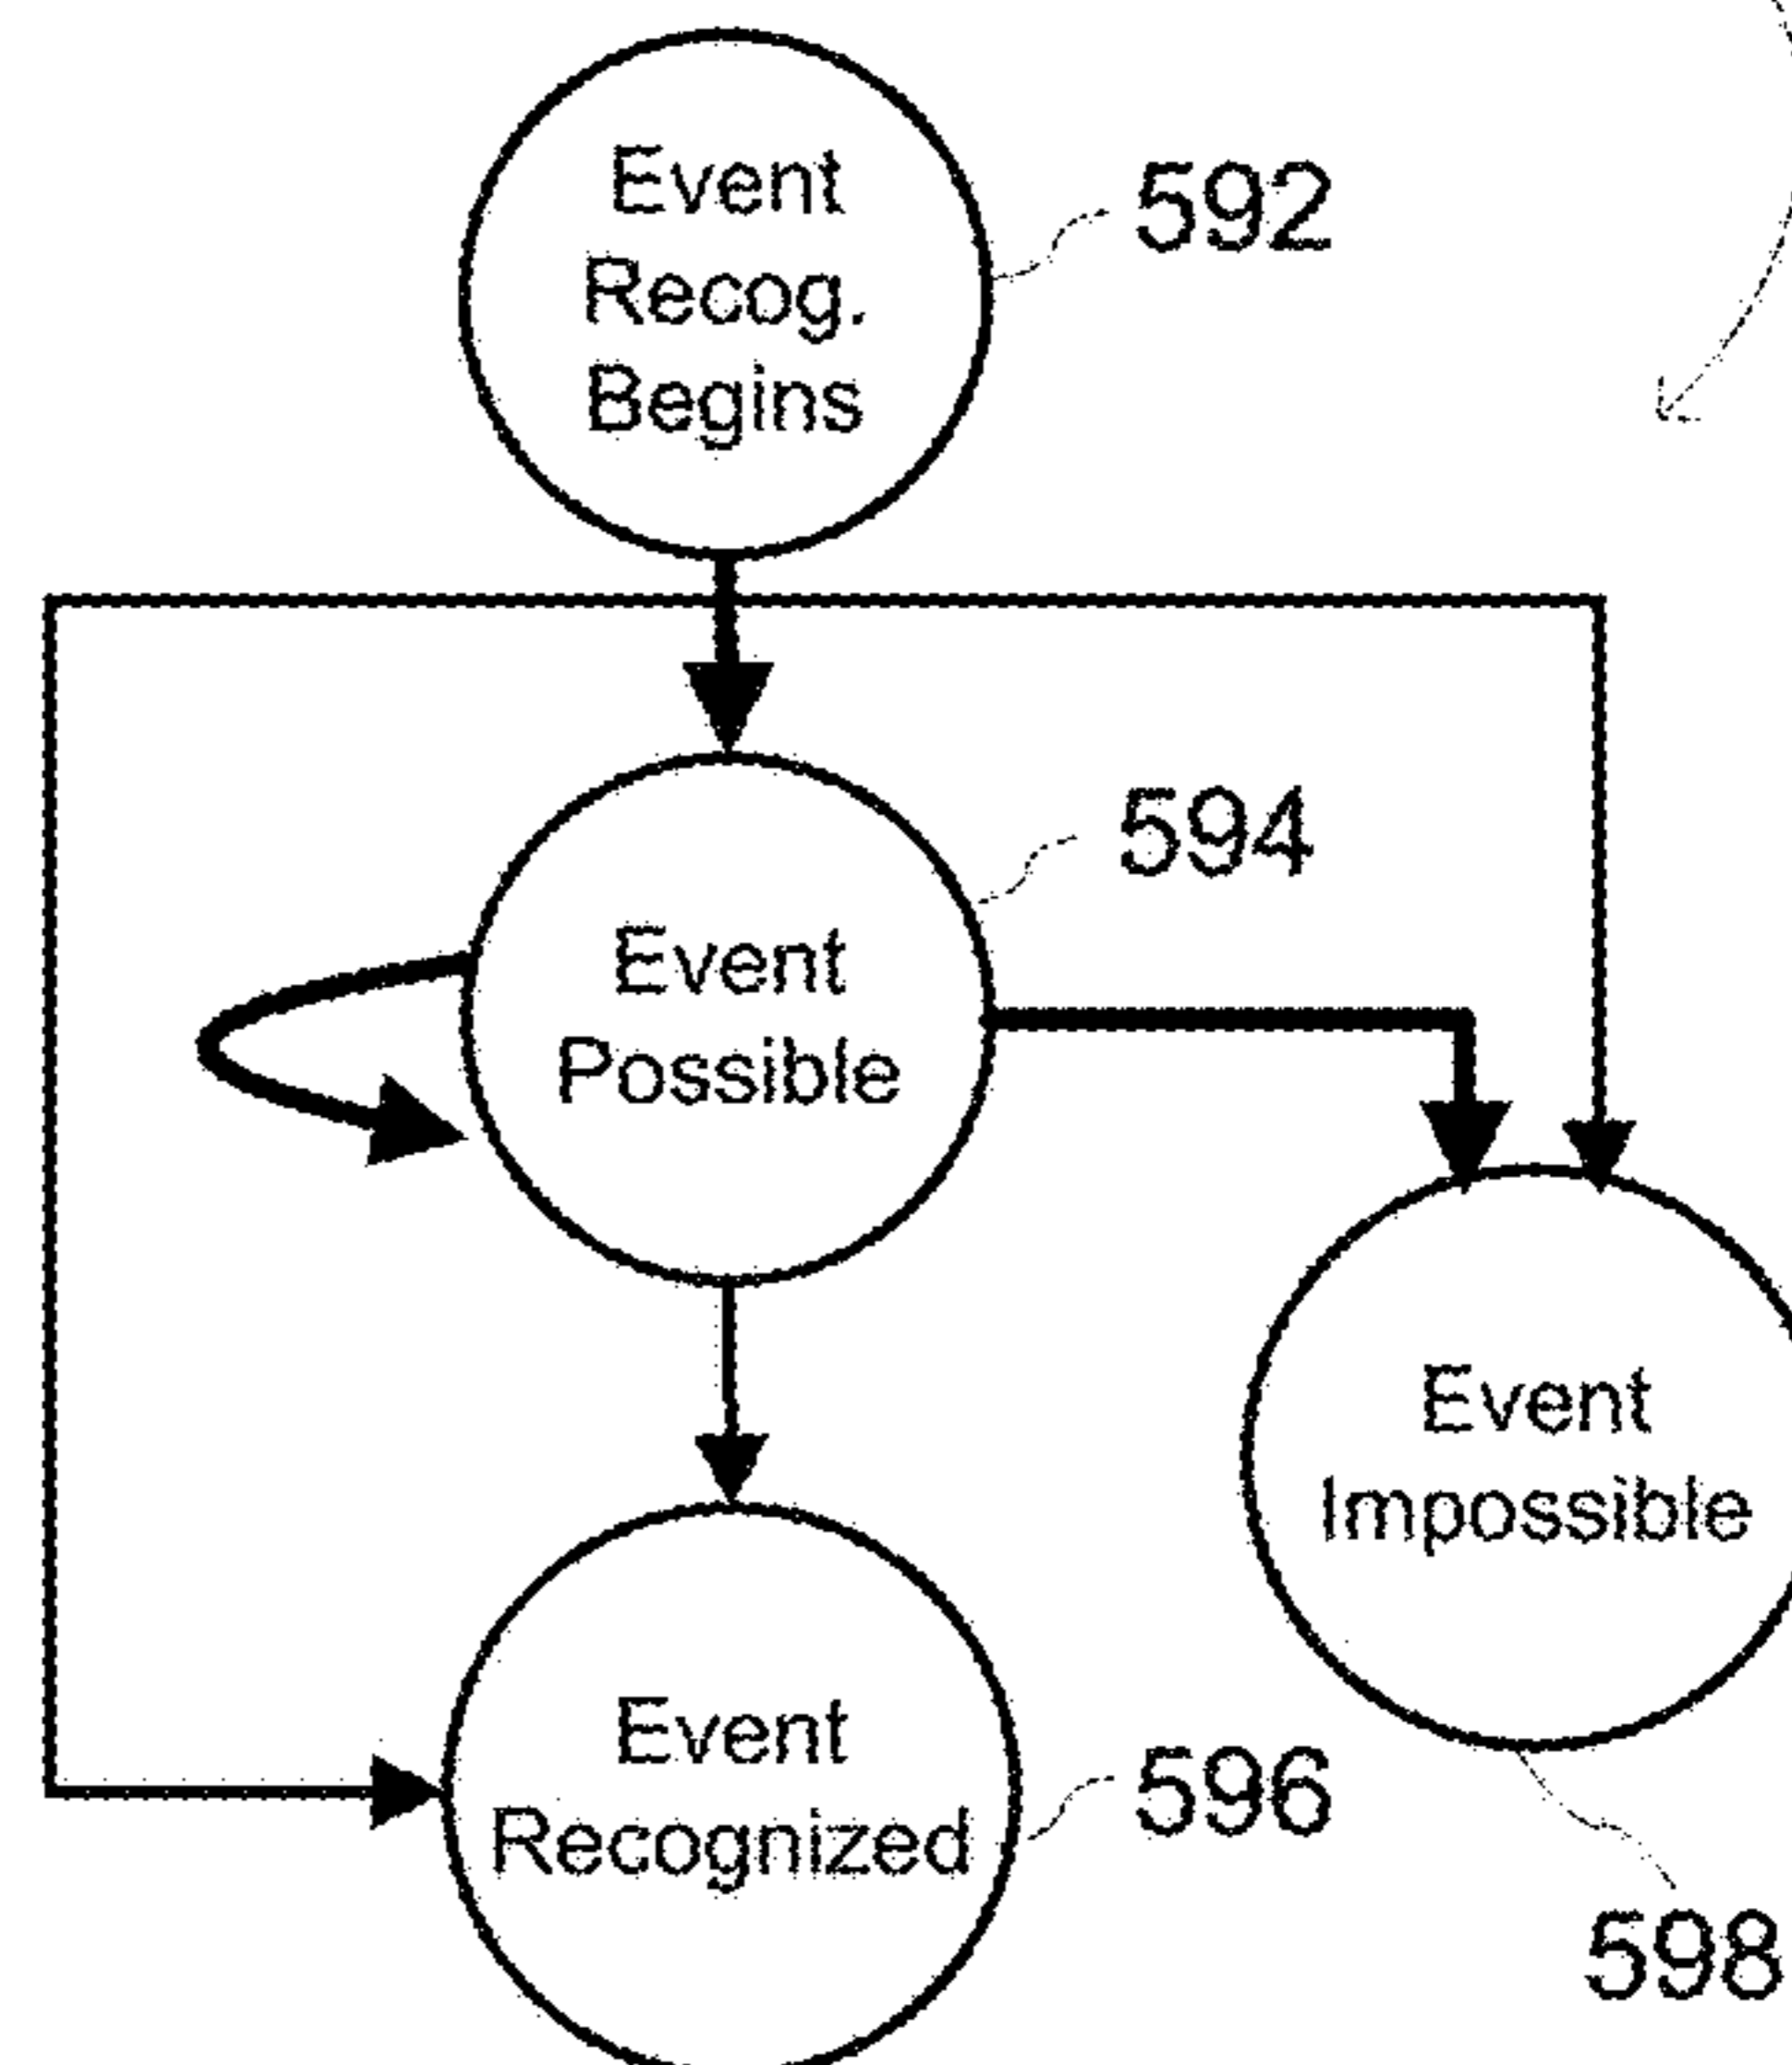 Event
Recog.
Begins
592
594
Event
Possible
Event
Impossible
Event
Recognized
596
598